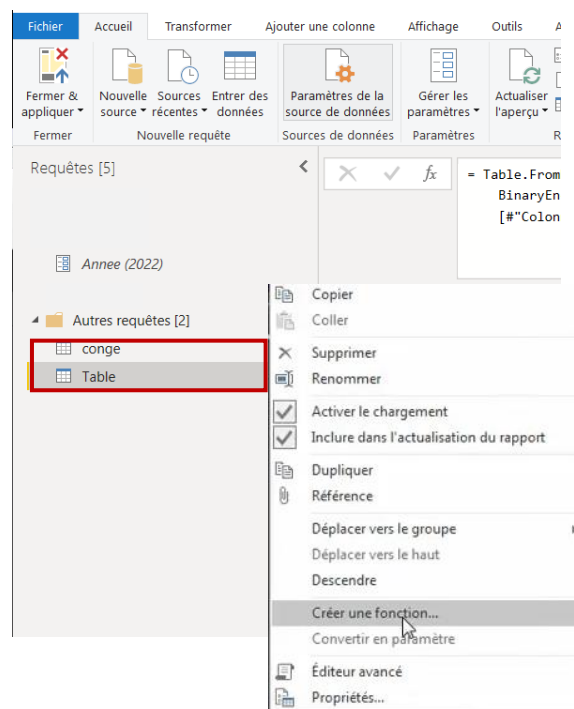 Fichier Accueil Transformer Ajouter une colonne Affichage Outils A
Fermer & Nouvelle Sources Entrer des Paramètres de la Gérer les Actualiser
appliquer source récentes données source de données paramètres l'aperçu
Fermer Nouvelle requête Sources de données Paramètres R
Requêtes [5]
fx
= Table.From
BinaryEn
[#"Colon
Annee (2022)
Autres requêtes [2]
conge
Table
Copier
Coller
Supprimer
Renommer
Activer le chargement
Inclure dans l'actualisation du rapport
Dupliquer
Référence
Déplacer vers le groupe
Déplacer vers le haut
Descendre
Créer une fonction...
Convertir en paramètre
Éditeur avancé
Propriétés...